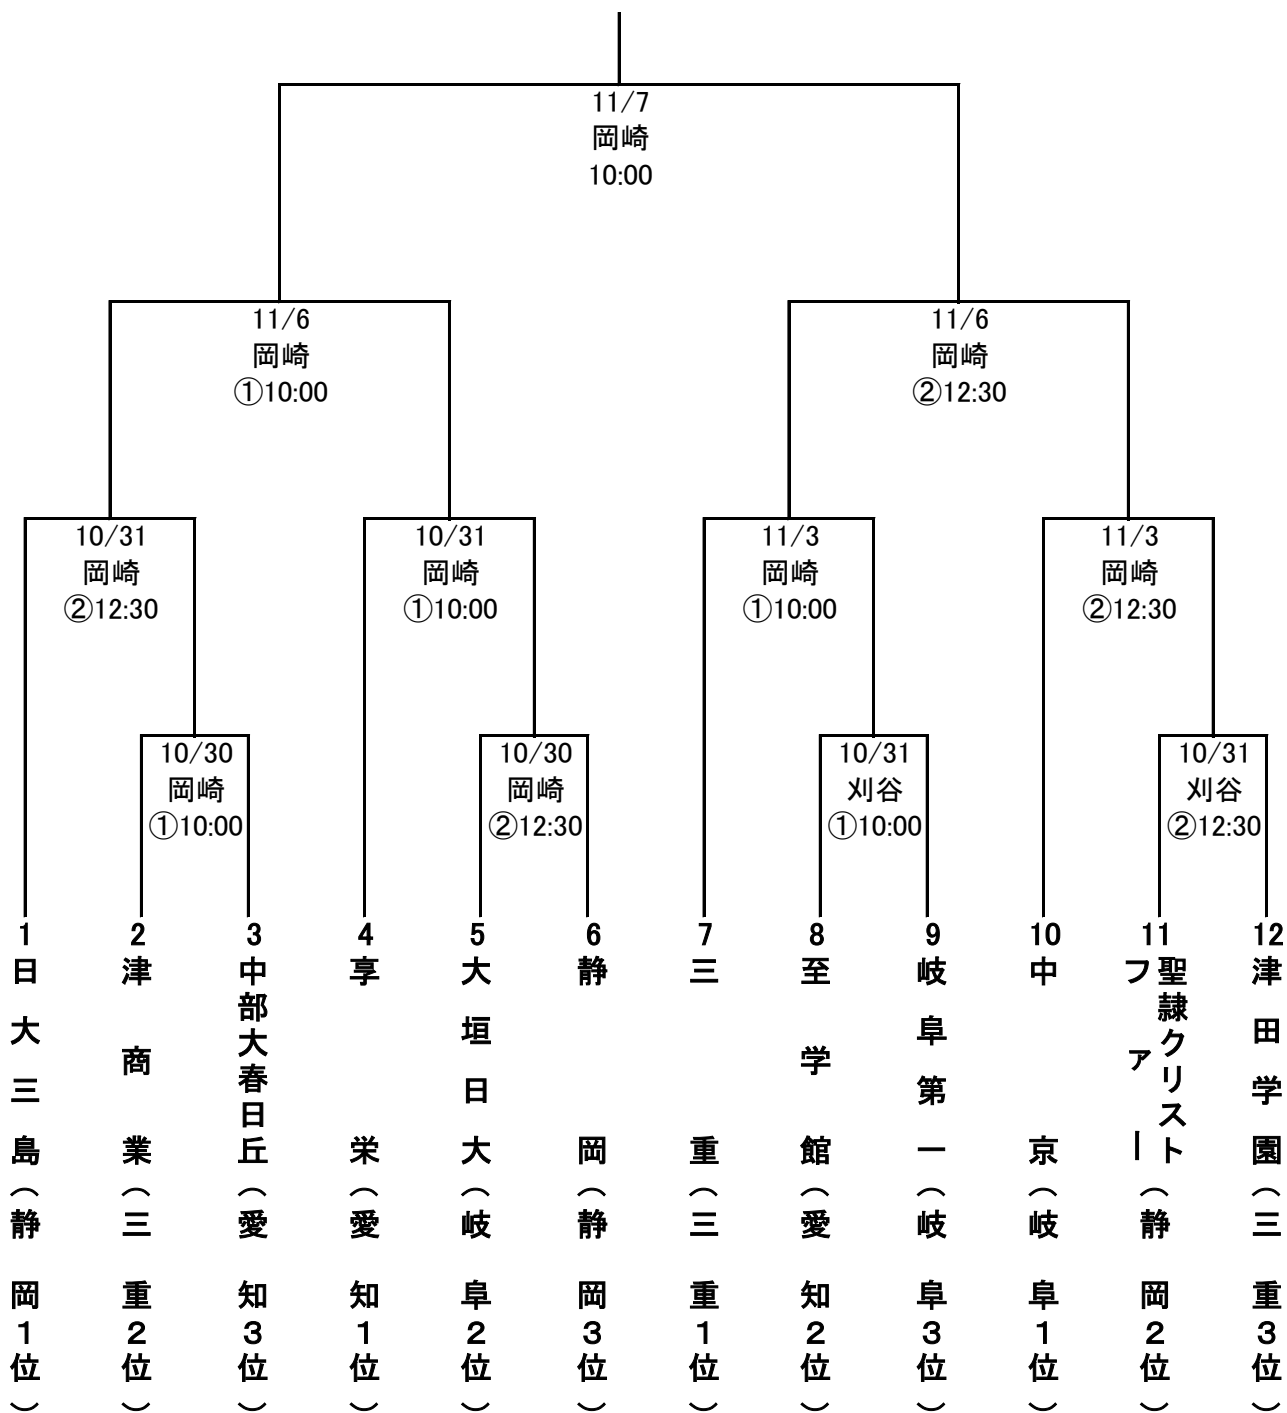 11/7
岡崎
10:00
11/6
岡崎
①10:00
11/6
岡崎
②12:30
10/31
岡崎
②12:30
10/31
岡崎
①10:00
11/3
岡崎
①10:00
11/3
岡崎
②12:30
10/30
岡崎
①10:00
10/30
岡崎
②12:30
10/31
刈谷
①10:00
10/31
刈谷
②12:30
1
日大三島(静岡1位)
2
津商業(三重2位)
3
中部大春日丘(愛知3位)
4
享栄(愛知1位)
5
大垣日大(岐阜2位)
6
静岡(静岡3位)
7
三重(三重1位)
8
至学館(愛知2位)
9
岐阜第一(岐阜3位)
10
中京(岐阜1位)
11
聖隷クリスト
ファー(静岡2位)
12
津田学園(三重3位)